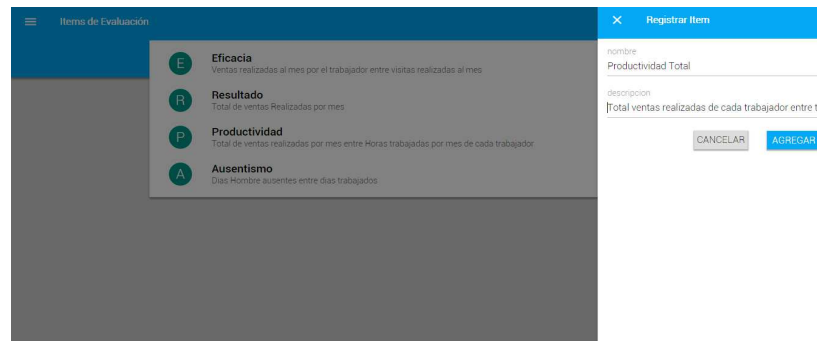 Items de Evaluación
E
Eficacia
Ventas realizadas al mes por el trabajador entre visitas realizadas al mes
R
Resultado
Total de ventas Realizadas por mes
P
Productividad
Total de ventas realizadas por mes entre Horas trabajadas por mes de cada trabajador
A
Ausentismo
Dias Hombre ausentes entre dias trabajados
Registrar Item
nombre
Productividad Total
descripcion
Total ventas realizadas de cada trabajador entre t
CANCELAR
AGREGAR